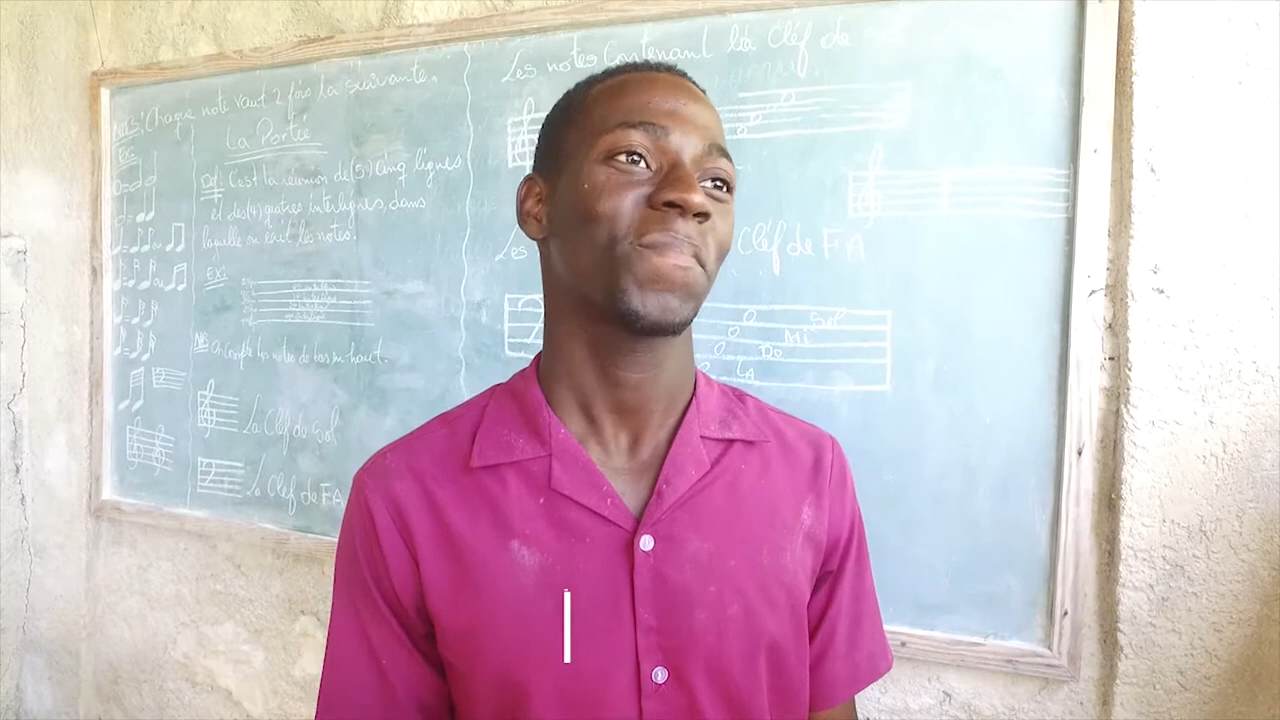 Chaque note vaut 2 fois la suivante.
Ex:
La Portée
Def: C'est la réunion de (5) Cinq lignes
et des (4) quatres interlignes, dans
laquelle on écrit les notes.
EX:
NB On compte les notes de bas en haut.
La Clef de Sol
La Clef de FA
Les notes Contenant la Clef de
Les
Clef de FA
Sol
Mi
Do
LA